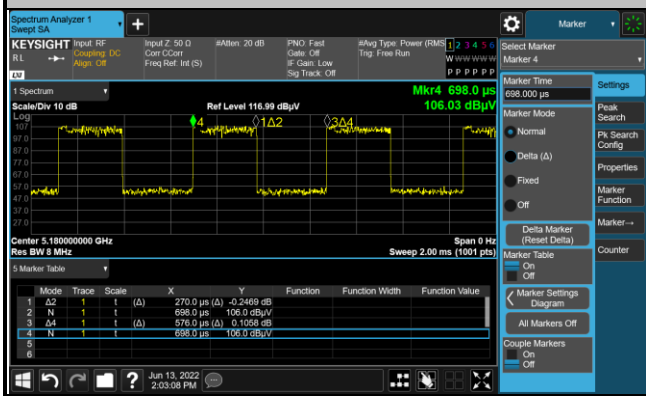 Spectrum Analyzer 1
Swept SA
+
Marker
KEYSIGHT
R L
LXI
Input: RF
Coupling: DC
Align: Off
Input Z: 50 Ω
Corr CCorr
Freq Ref: Int (S)
#Atten: 20 dB
PNO: Fast
Gate: Off
IF Gain: Low
Sig Track: Off
#Avg Type: Power (RMS
Trig: Free Run
1 2 3 4 5 6
W W W W W W
P P P P P P
1 Spectrum
Scale/Div 10 dB
Ref Level 116.99 dBµV
Mkr4 698.0 µs
106.03 dBµV
Log
107
97.0
87.0
77.0
67.0
57.0
47.0
37.0
27.0
4
1Δ2
3Δ4
Center 5.180000000 GHz
Res BW 8 MHz
Span 0 Hz
Sweep 2.00 ms (1001 pts)
5 Marker Table
Mode Trace Scale X Y Function Function Width Function Value
1 Δ2 1 t (Δ) 270.0 µs (Δ) -0.2469 dB
2 N 1 t 698.0 µs 106.0 dBµV
3 Δ4 1 t (Δ) 576.0 µs (Δ) 0.1058 dB
4 N 1 t 698.0 µs 106.0 dBµV
5
6
?
Jun 13, 2022
2:03:08 PM
Select Marker
Marker 4
Marker Time
698.000 µs
Marker Mode
Normal
Delta (Δ)
Fixed
Off
Delta Marker
(Reset Delta)
Marker Table
On
Off
Marker Settings
Diagram
All Markers Off
Couple Markers
On
Off
Settings
Peak
Search
Pk Search
Config
Properties
Marker
Function
Marker→
Counter